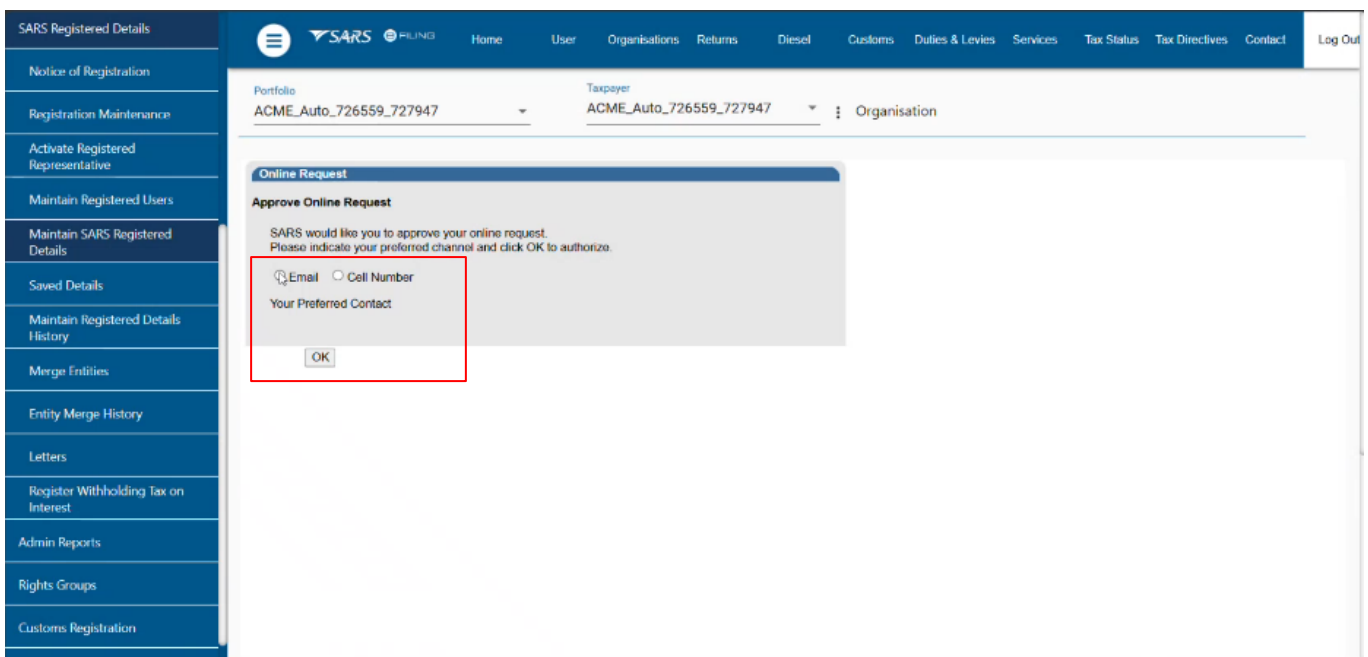 SARS Registered Details
Notice of Registration
Registration Maintenance
Activate Registered
Representative
Maintain Registered Users
Maintain SARS Registered
Details
Saved Details
Maintain Registered Details
History
Merge Entities
Entity Merge History
Letters
Register Withholding Tax on
Interest
Admin Reports
Rights Groups
Customs Registration
SARS eFILING Home User Organisations Returns Diesel Customs Duties & Levies Services Tax Status Tax Directives Contact Log Out
Portfolio Taxpayer
ACME_Auto_726559_727947 ACME_Auto_726559_727947 Organisation
Online Request
Approve Online Request
SARS would like you to approve your online request.
Please indicate your preferred channel and click OK to authorize.
Email Cell Number
Your Preferred Contact
OK